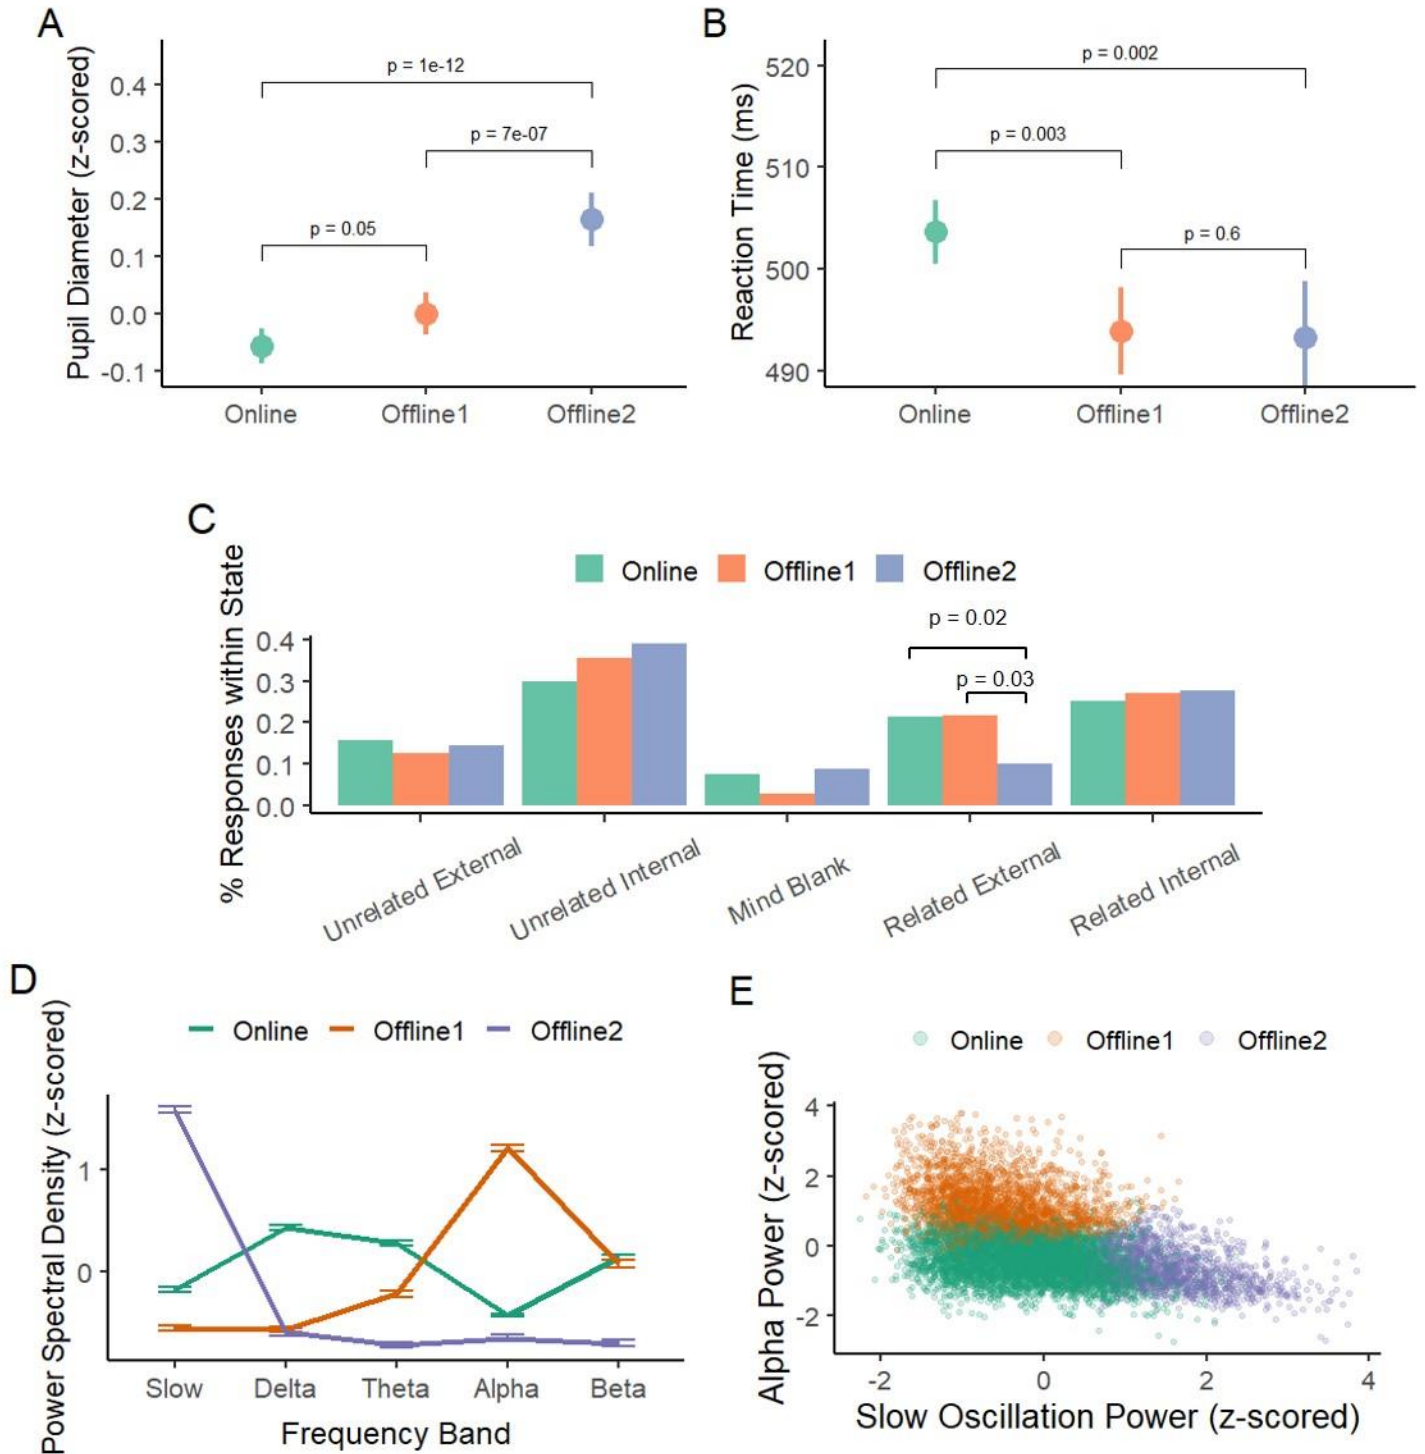 A
Pupil Diameter (z-scored)
0.4
0.3
0.2
0.1
0.0
-0.1
p = 1e-12
p = 7e-07
p = 0.05
Online Offline1 Offline2
B
Reaction Time (ms)
520
510
500
490
p = 0.002
p = 0.003
p = 0.6
Online Offline1 Offline2
C
% Responses within State
Online Offline1 Offline2
0.4
0.3
0.2
0.1
0.0
p = 0.02
p = 0.03
Unrelated External
Unrelated Internal
Mind Blank
Related External
Related Internal
D
Power Spectral Density (z-scored)
Online Offline1 Offline2
1
0
Slow Delta Theta Alpha Beta
Frequency Band
E
Alpha Power (z-scored)
Online Offline1 Offline2
4
2
0
-2
-2 0 2 4
Slow Oscillation Power (z-scored)